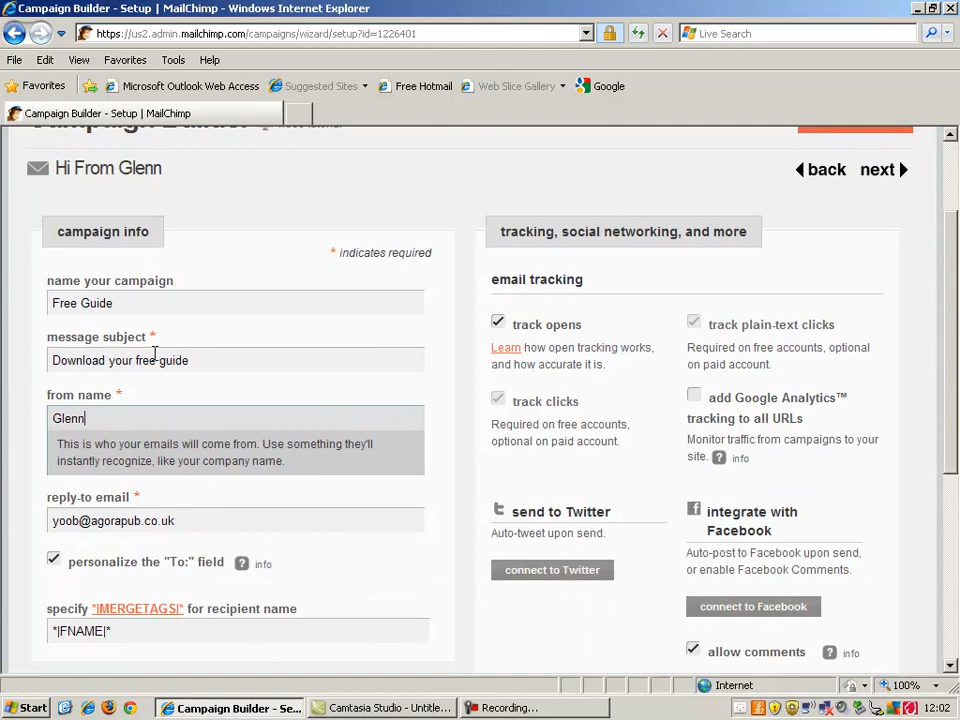 Campaign Builder - Setup | MailChimp - Windows Internet Explorer
https://us2.admin.mailchimp.com/campaigns/wizard/setup?id=1226401
Live Search
File Edit View Favorites Tools Help
Favorites Microsoft Outlook Web Access Suggested Sites Free Hotmail Web Slice Gallery Google
Campaign Builder - Setup | MailChimp
Campaign Builder
Hi From Glenn
back next
campaign info
* indicates required
name your campaign
Free Guide
message subject *
Download your free guide
from name *
Glenn
This is who your emails will come from. Use something they'll
instantly recognize, like your company name.
reply-to email *
yoob@agorapub.co.uk
personalize the "To:" field ? info
specify *|MERGETAGS|* for recipient name
*|FNAME|*
tracking, social networking, and more
email tracking
track opens
Learn how open tracking works,
and how accurate it is.
track plain-text clicks
Required on free accounts, optional
on paid account.
track clicks
Required on free accounts,
optional on paid account.
add Google Analytics™
tracking to all URLs
Monitor traffic from campaigns to your
site. ? info
send to Twitter
Auto-tweet upon send.
connect to Twitter
integrate with
Facebook
Auto-post to Facebook upon send,
or enable Facebook Comments.
connect to Facebook
allow comments ? info
Internet 100%
Start Campaign Builder - Se... Camtasia Studio - Untitle... Recording... 12:02